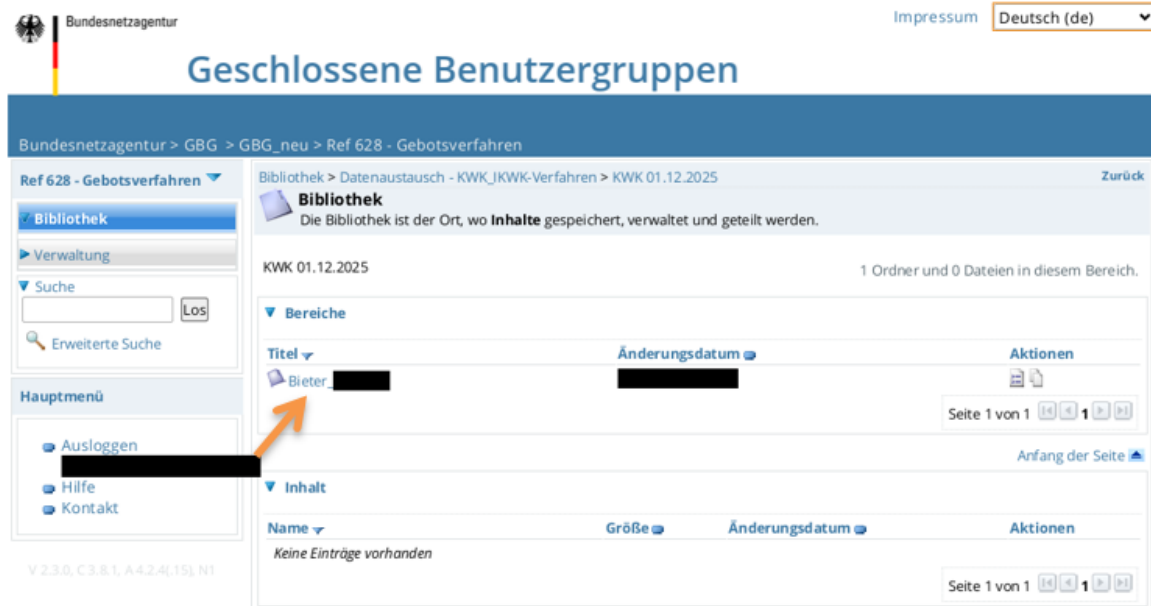 Bundesnetzagentur
Impressum Deutsch (de)
Geschlossene Benutzergruppen
Bundesnetzagentur > GBG > GBG_neu > Ref 628 - Gebotsverfahren
Ref 628 - Gebotsverfahren
Bibliothek
Verwaltung
Suche
Los
Erweiterte Suche
Hauptmenü
Ausloggen
Hilfe
Kontakt
V 2.3.0, C 3.8.1, A 4.2.4(.15), N1
Bibliothek > Datenaustausch - KWK_IKWK-Verfahren > KWK 01.12.2025 Zurück
Bibliothek
Die Bibliothek ist der Ort, wo Inhalte gespeichert, verwaltet und geteilt werden.
KWK 01.12.2025 1 Ordner und 0 Dateien in diesem Bereich.
Bereiche
Titel Änderungsdatum Aktionen
Bieter_
Seite 1 von 1 1
Anfang der Seite
Inhalt
Name Größe Änderungsdatum Aktionen
Keine Einträge vorhanden
Seite 1 von 1 1